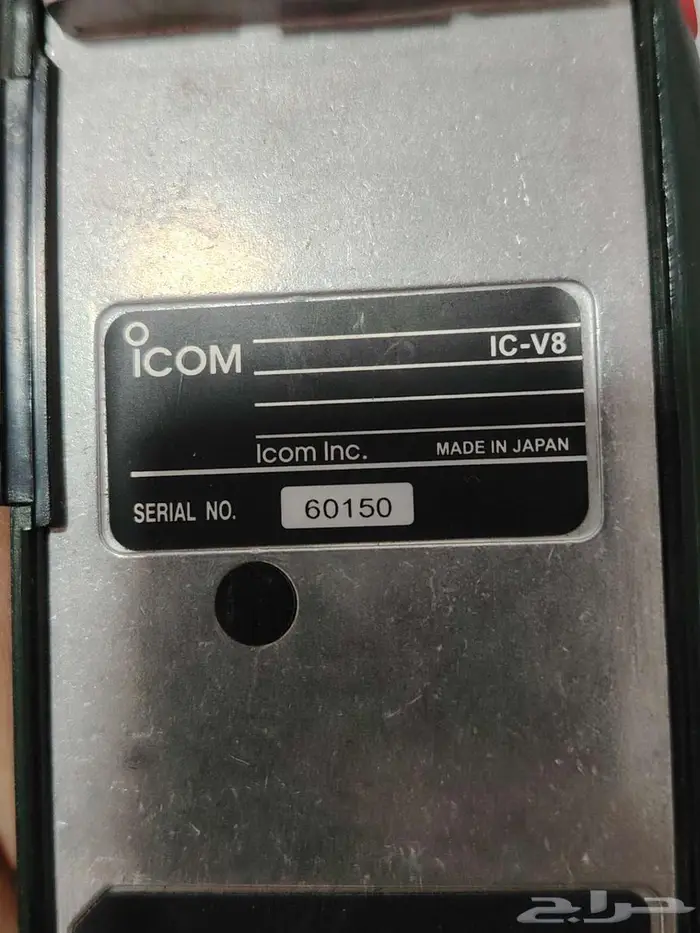 iCOM
IC-V8
Icom Inc. MADE IN JAPAN
SERIAL NO. 60150
حراج